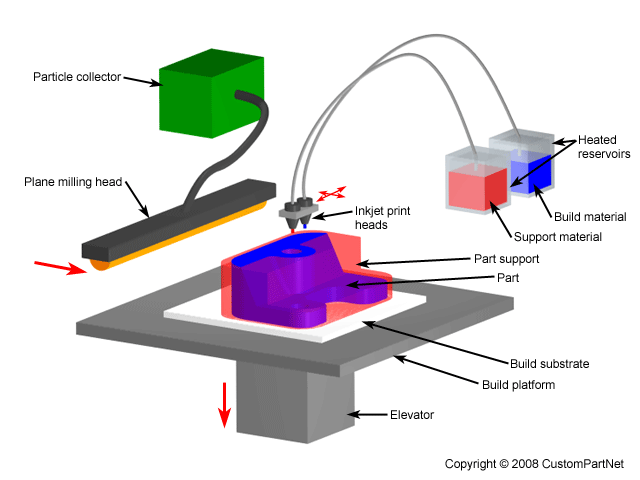 Particle collector
Plane milling head
Inkjet print
heads
Heated
reservoirs
Build material
Support material
Part support
Part
Build substrate
Build platform
Elevator
Copyright © 2008 CustomPartNet